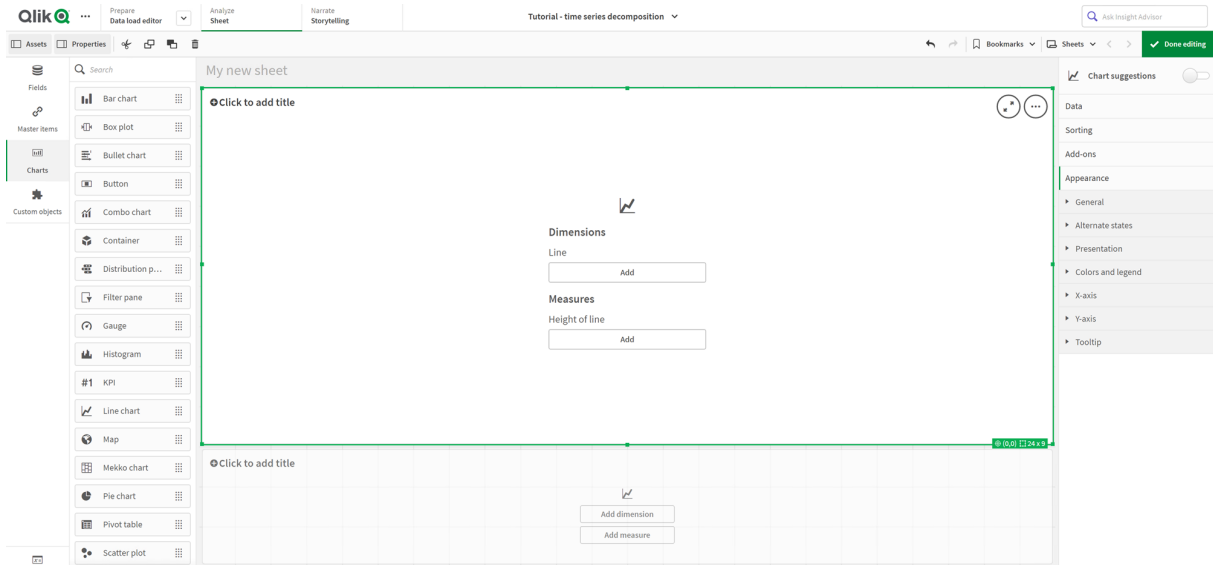 Qlik
Prepare
Data load editor
Analyze
Sheet
Narrate
Storytelling
Tutorial - time series decomposition
Ask Insight Advisor
Assets
Properties
Bookmarks
Sheets
Done editing
Fields
Master items
Charts
Custom objects
Search
Bar chart
Box plot
Bullet chart
Button
Combo chart
Container
Distribution p...
Filter pane
Gauge
Histogram
#1 KPI
Line chart
Map
Mekko chart
Pie chart
Pivot table
Scatter plot
My new sheet
Click to add title
Dimensions
Line
Add
Measures
Height of line
Add
(0,0) 24 x 9
Click to add title
Add dimension
Add measure
Chart suggestions
Data
Sorting
Add-ons
Appearance
General
Alternate states
Presentation
Colors and legend
X-axis
Y-axis
Tooltip